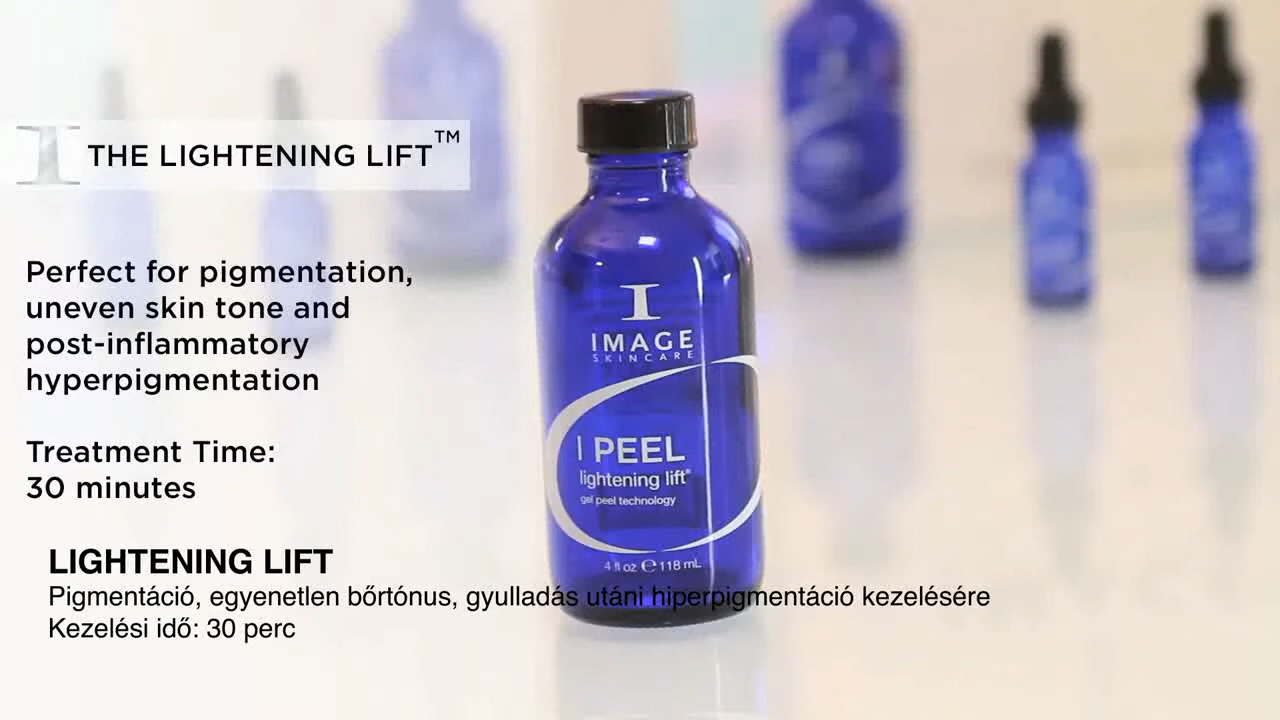 THE LIGHTENING LIFT™
Perfect for pigmentation,
uneven skin tone and
post-inflammatory
hyperpigmentation
Treatment Time:
30 minutes
I
IMAGE
SKINCARE
I PEEL
lightening lift®
gel peel technology
4 fl oz ℮ 118 mL
LIGHTENING LIFT
Pigmentáció, egyenetlen bőrtónus, gyulladás utáni hiperpigmentáció kezelésére
Kezelési idő: 30 perc